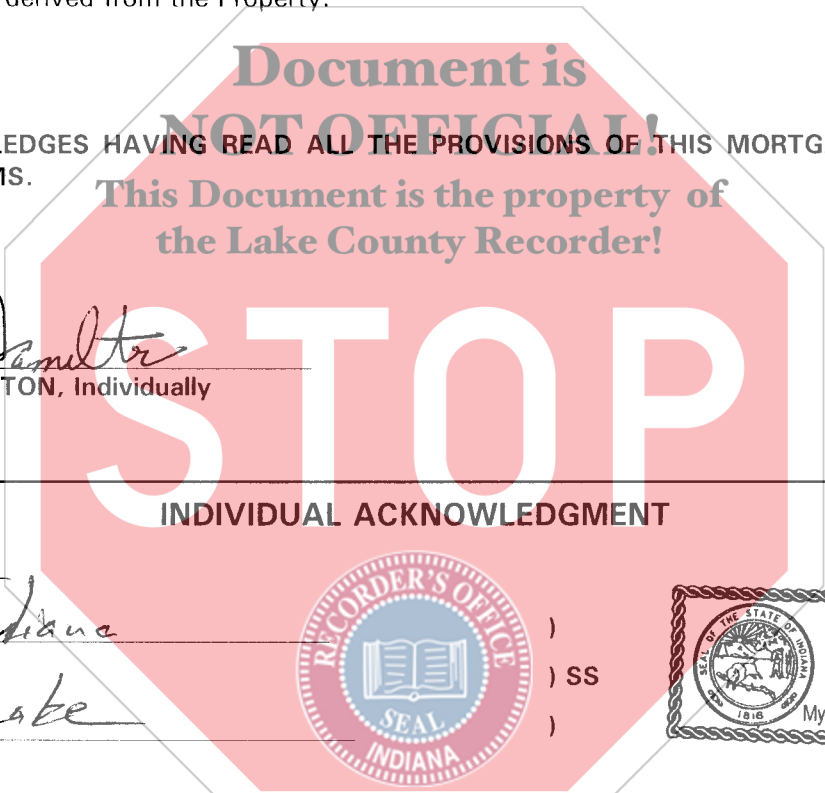 derived from the Property.
Document is
NOT OFFICIAL!
LEDGES HAVING READ ALL THE PROVISIONS OF THIS MORTG
MS.
This Document is the property of
the Lake County Recorder!
STOP
TON, Individually
INDIVIDUAL ACKNOWLEDGMENT
diana )
ake ) SS
)
RECORDER'S OFFICE
SEAL
INDIANA
SEAL OF THE STATE OF INDIANA
1816
My